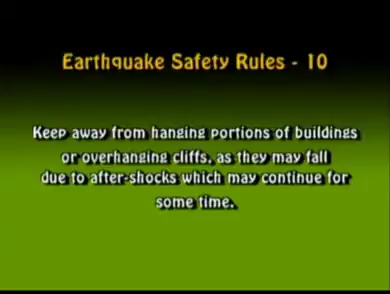 Earthquake Safety Rules - 10
Keep away from hanging portions of buildings
or overhanging cliffs, as they may fall
due to after-shocks which may continue for
some time.